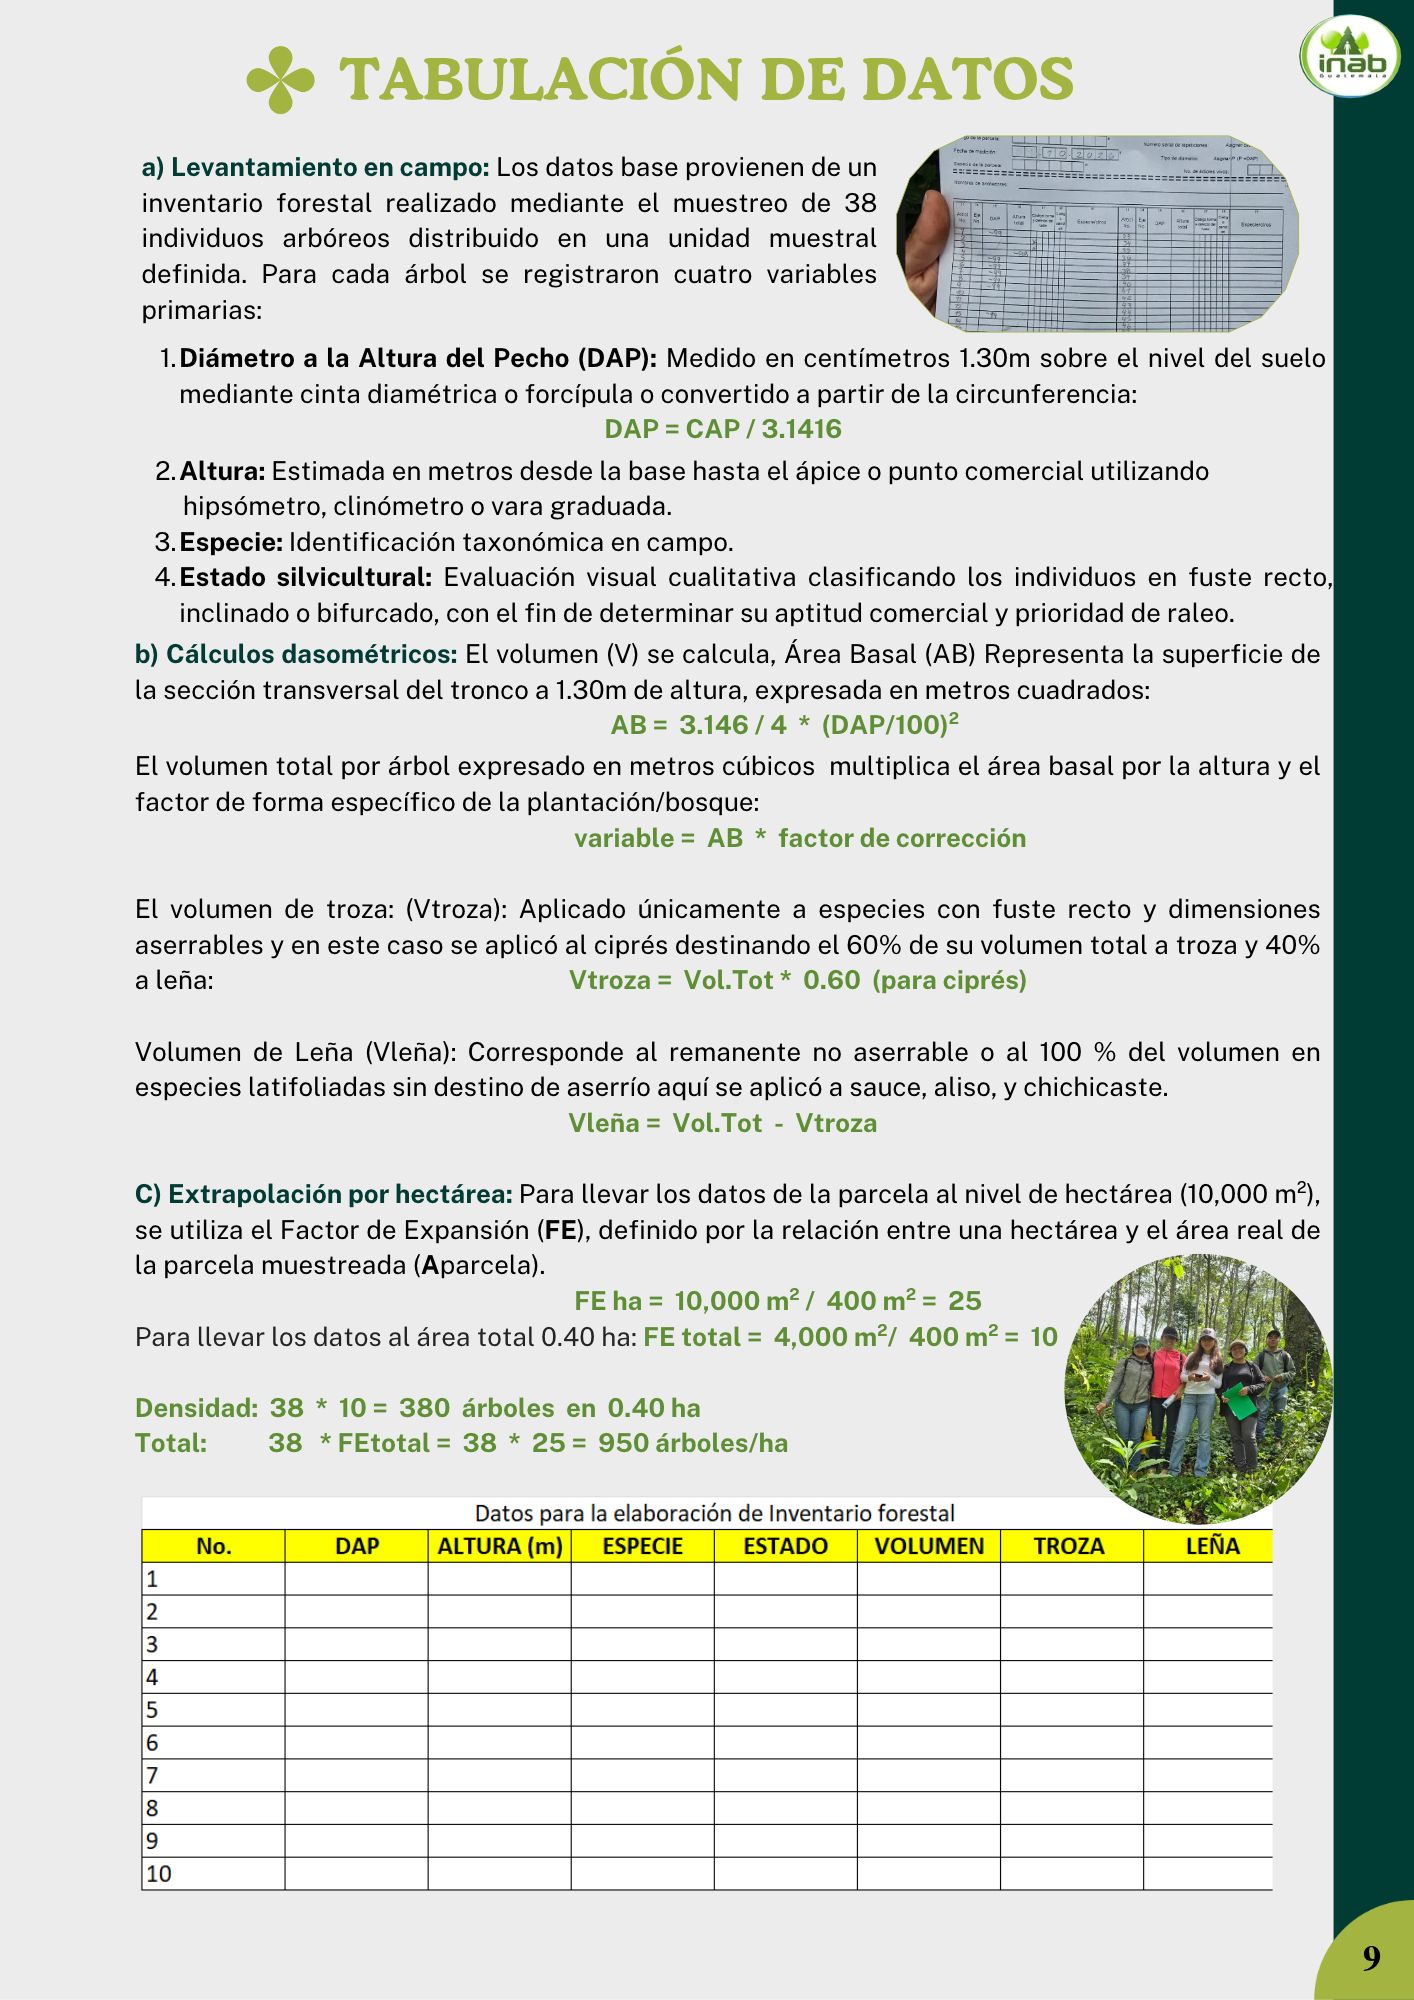 TABULACIÓN DE DATOS
inab
Guatemala
a) Levantamiento en campo: Los datos base provienen de un
inventario forestal realizado mediante el muestreo de 38
individuos arbóreos distribuido en una unidad muestral
definida. Para cada árbol se registraron cuatro variables
primarias:
1. Diámetro a la Altura del Pecho (DAP): Medido en centímetros 1.30m sobre el nivel del suelo
mediante cinta diamétrica o forcípula o convertido a partir de la circunferencia:
DAP = CAP / 3.1416
2. Altura: Estimada en metros desde la base hasta el ápice o punto comercial utilizando
hipsómetro, clinómetro o vara graduada.
3. Especie: Identificación taxonómica en campo.
4. Estado silvicultural: Evaluación visual cualitativa clasificando los individuos en fuste recto,
inclinado o bifurcado, con el fin de determinar su aptitud comercial y prioridad de raleo.
b) Cálculos dasométricos: El volumen (V) se calcula, Área Basal (AB) Representa la superficie de
la sección transversal del tronco a 1.30m de altura, expresada en metros cuadrados:
AB = 3.146 / 4 * (DAP/100)²
El volumen total por árbol expresado en metros cúbicos multiplica el área basal por la altura y el
factor de forma específico de la plantación/bosque:
variable = AB * factor de corrección
El volumen de troza: (Vtroza): Aplicado únicamente a especies con fuste recto y dimensiones
aserrables y en este caso se aplicó al ciprés destinando el 60% de su volumen total a troza y 40%
a leña: Vtroza = Vol.Tot * 0.60 (para ciprés)
Volumen de Leña (Vleña): Corresponde al remanente no aserrable o al 100 % del volumen en
especies latifoliadas sin destino de aserrío aquí se aplicó a sauce, aliso, y chichicaste.
Vleña = Vol.Tot - Vtroza
C) Extrapolación por hectárea: Para llevar los datos de la parcela al nivel de hectárea (10,000 m²),
se utiliza el Factor de Expansión (FE), definido por la relación entre una hectárea y el área real de
la parcela muestreada (Aparcela).
FE ha = 10,000 m² / 400 m² = 25
Para llevar los datos al área total 0.40 ha: FE total = 4,000 m²/ 400 m² = 10
Densidad: 38 * 10 = 380 árboles en 0.40 ha
Total: 38 * FEtotal = 38 * 25 = 950 árboles/ha
Datos para la elaboración de Inventario forestal
No. DAP ALTURA (m) ESPECIE ESTADO VOLUMEN TROZA LEÑA
1
2
3
4
5
6
7
8
9
10
9